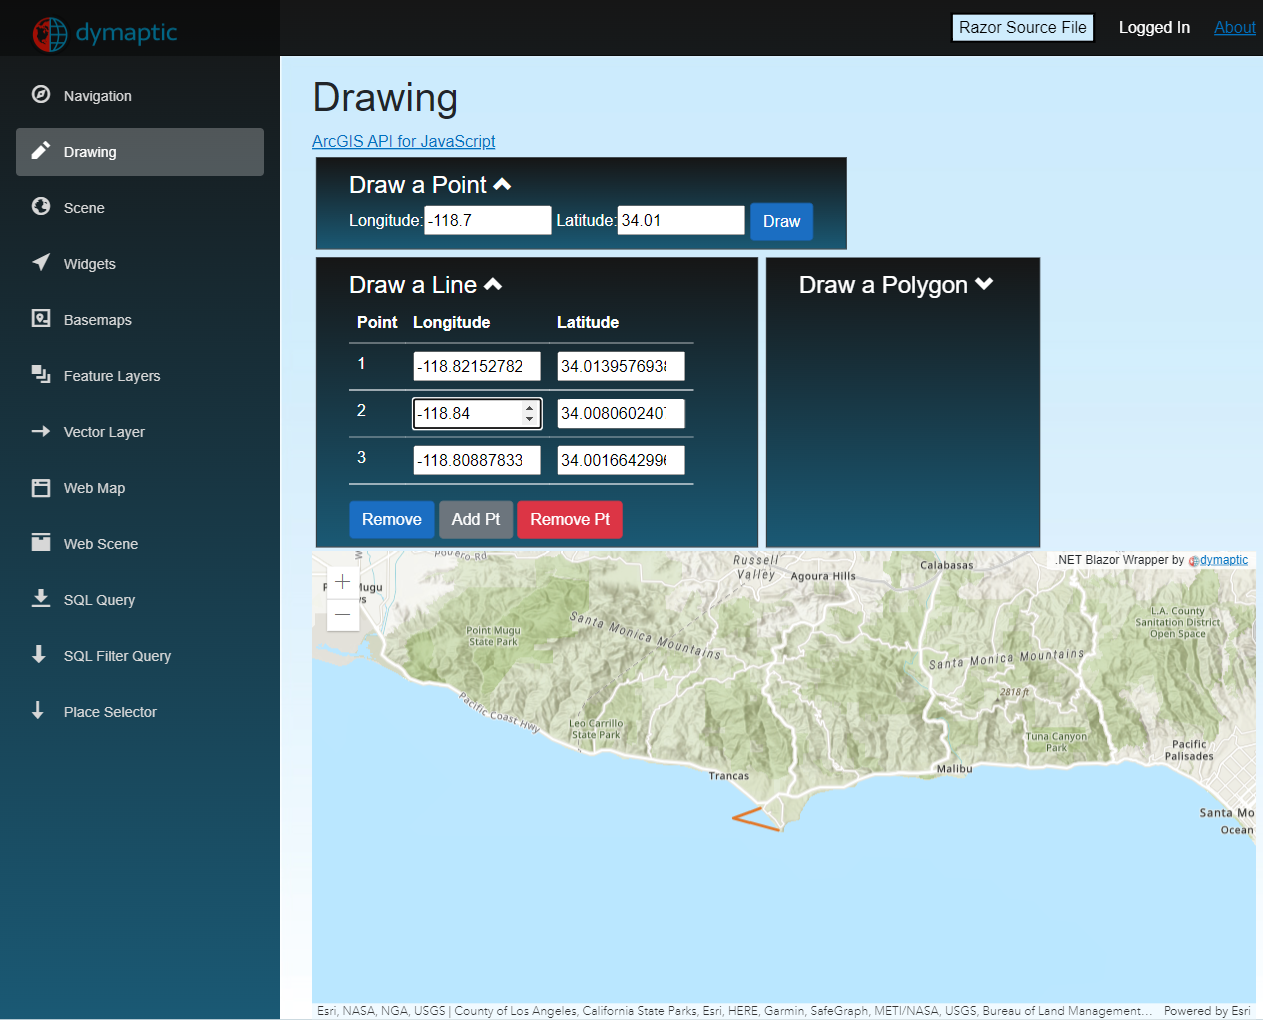 dymaptic
Razor Source File
Logged In
About
Navigation
Drawing
Scene
Widgets
Basemaps
Feature Layers
Vector Layer
Web Map
Web Scene
SQL Query
SQL Filter Query
Place Selector
Drawing
ArcGIS API for JavaScript
Draw a Point
Longitude: -118.7 Latitude: 34.01 Draw
Draw a Line
Point Longitude Latitude
1 -118.82152782 34.0139576938
2 -118.84 34.0080602407
3 -118.80887833 34.0016642996
Remove Add Pt Remove Pt
Draw a Polygon
.NET Blazor Wrapper by dymaptic
+
−
Mugu
Rd
Russell
Valley
Agoura Hills
Calabasas
Point Mugu
State Park
Santa Monica Mountains
L.A. County
Sanitation District
Open Space
Santa Monica Mountains
2818 ft
Pacific Coast Hwy
Leo Carrillo
State Park
Tuna Canyon
Park
Pacific
Palisades
Trancas
Malibu
Santa Mo
Ocean
Esri, NASA, NGA, USGS | County of Los Angeles, California State Parks, Esri, HERE, Garmin, SafeGraph, METI/NASA, USGS, Bureau of Land Management...
Powered by Esri